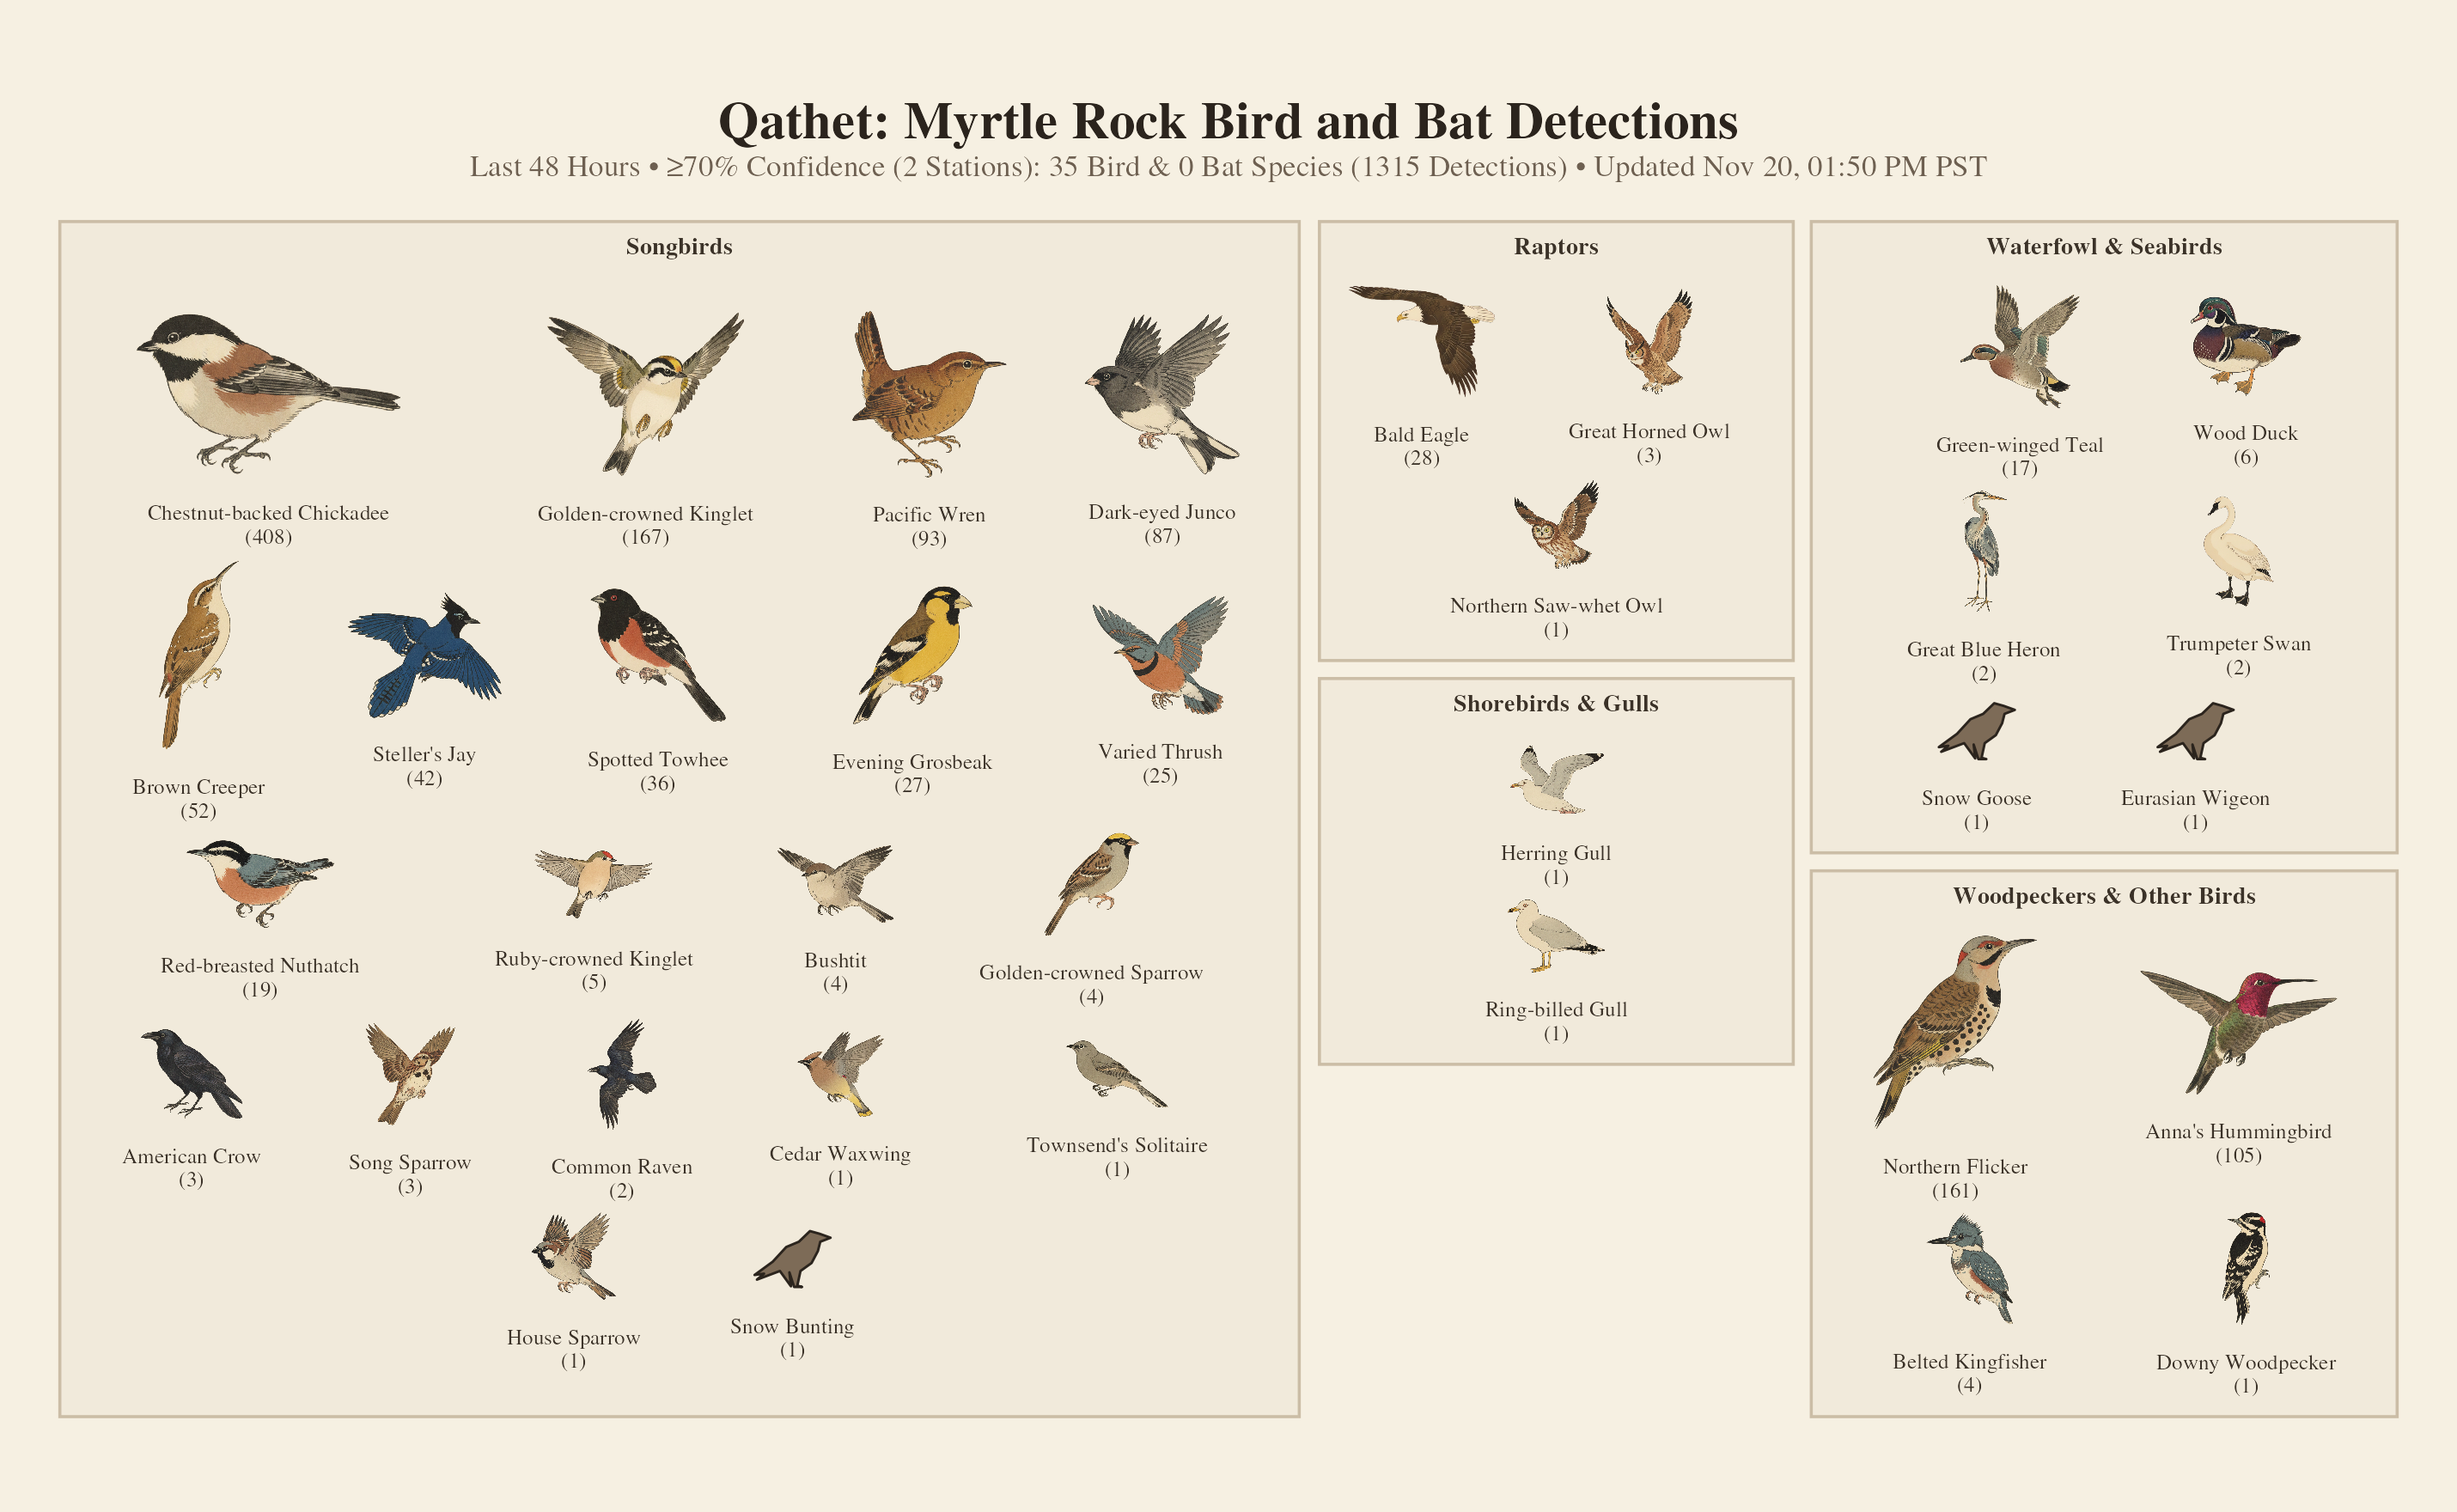 Qathet: Myrtle Rock Bird and Bat Detections
Last 48 Hours • ≥70% Confidence (2 Stations): 35 Bird & 0 Bat Species (1315 Detections) • Updated Nov 20, 01:50 PM PST
Songbirds
Chestnut-backed Chickadee
(408)
Golden-crowned Kinglet
(167)
Pacific Wren
(93)
Dark-eyed Junco
(87)
Brown Creeper
(52)
Steller's Jay
(42)
Spotted Towhee
(36)
Evening Grosbeak
(27)
Varied Thrush
(25)
Red-breasted Nuthatch
(19)
Ruby-crowned Kinglet
(5)
Bushtit
(4)
Golden-crowned Sparrow
(4)
American Crow
(3)
Song Sparrow
(3)
Common Raven
(2)
Cedar Waxwing
(1)
Townsend's Solitaire
(1)
House Sparrow
(1)
Snow Bunting
(1)
Raptors
Bald Eagle
(28)
Great Horned Owl
(3)
Northern Saw-whet Owl
(1)
Shorebirds & Gulls
Herring Gull
(1)
Ring-billed Gull
(1)
Waterfowl & Seabirds
Green-winged Teal
(17)
Wood Duck
(6)
Great Blue Heron
(2)
Trumpeter Swan
(2)
Snow Goose
(1)
Eurasian Wigeon
(1)
Woodpeckers & Other Birds
Northern Flicker
(161)
Anna's Hummingbird
(105)
Belted Kingfisher
(4)
Downy Woodpecker
(1)